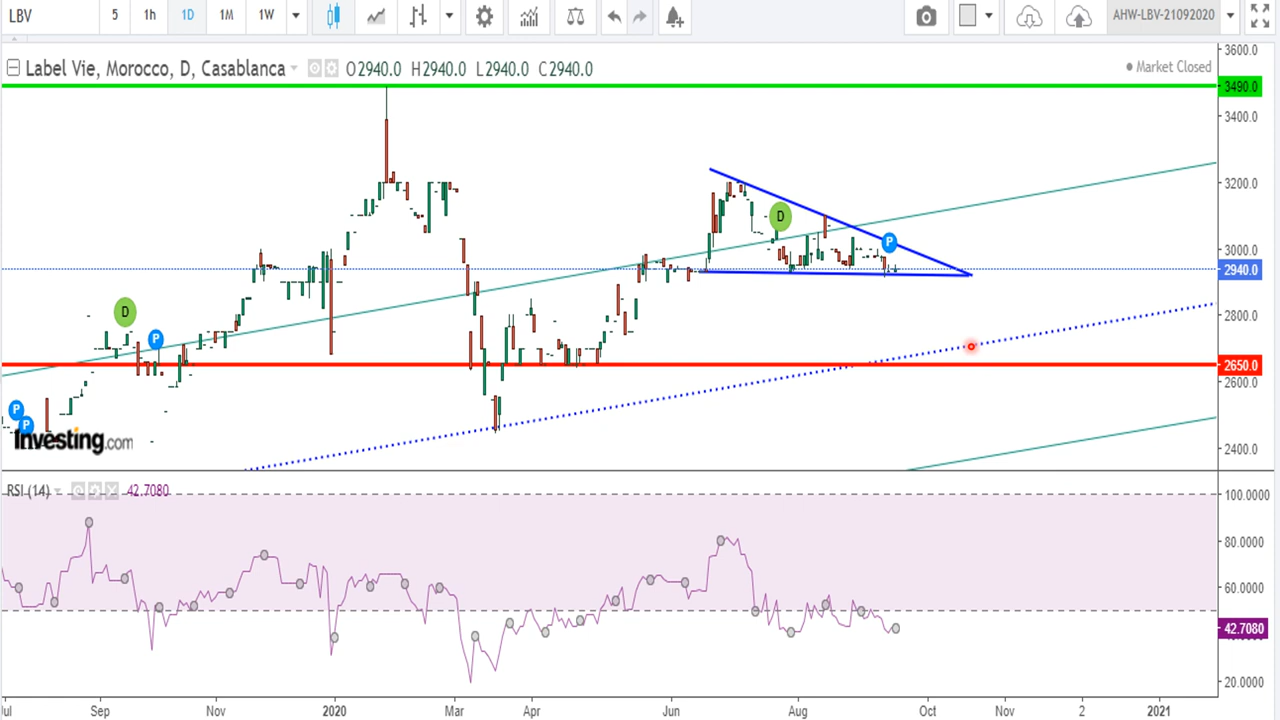 LBV 5 1h 1D 1M 1W AHW-LBV-21092020
Label Vie, Morocco, D, Casablanca O2940.0 H2940.0 L2940.0 C2940.0 Market Closed
3600.0
3490.0
3400.0
3200.0
3000.0
2940.0
2800.0
2650.0
2600.0
2400.0
D
P
D
P
P
P
Investing.com
RSI (14) 42.7080
100.0000
80.0000
60.0000
42.7080
20.0000
Jul Sep Nov 2020 Mar Apr Jun Aug Oct Nov 2 2021